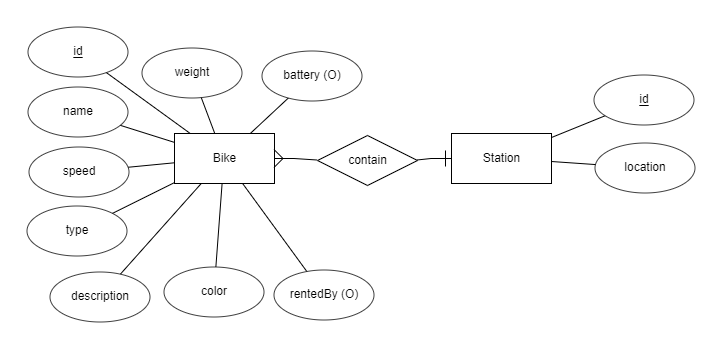 id
weight
battery (O)
name
id
Bike
contain
Station
speed
location
type
description
color
rentedBy (O)